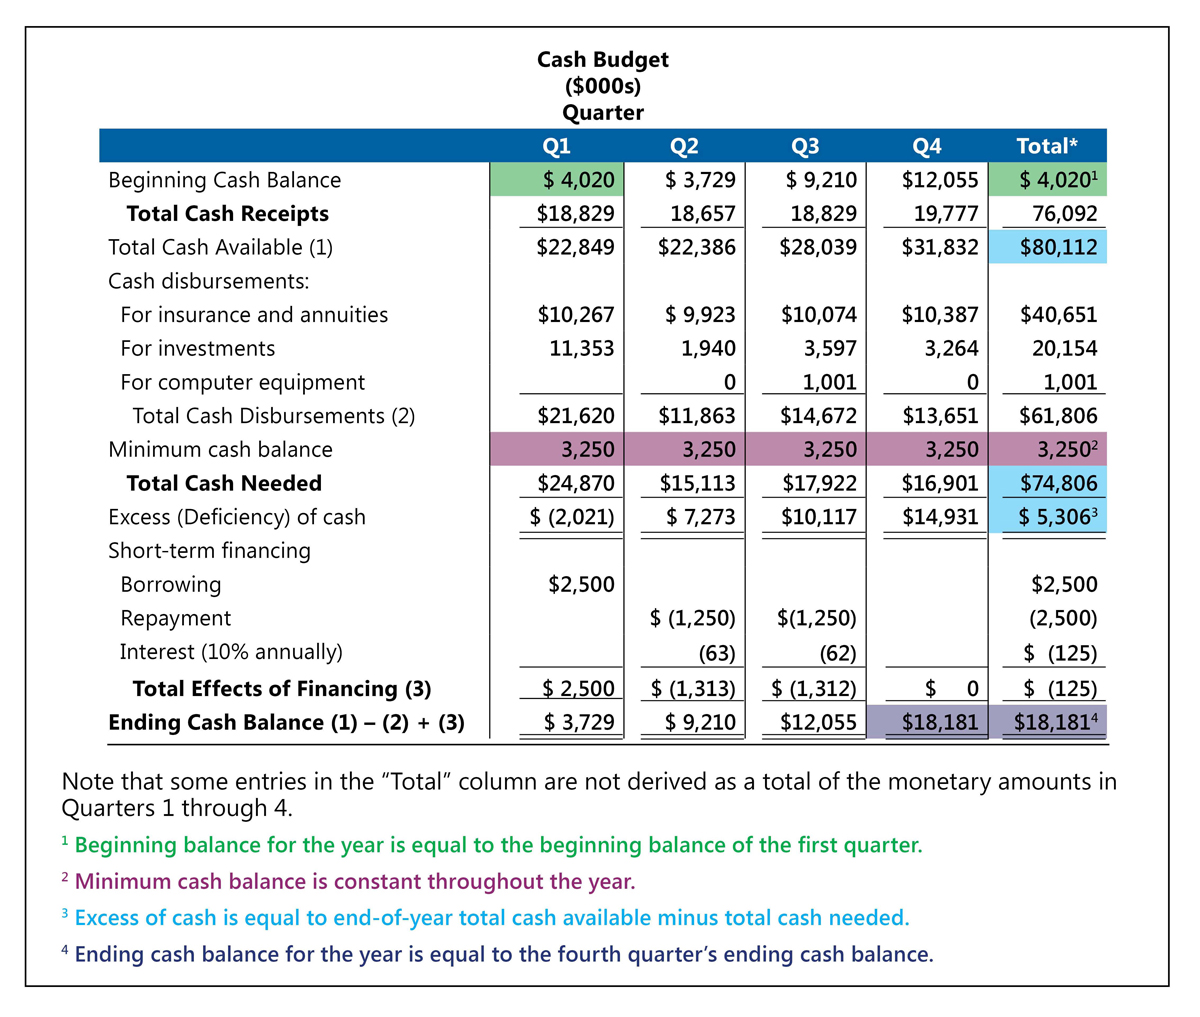 Cash Budget
($000s)
Quarter
Q1 Q2 Q3 Q4 Total*
Beginning Cash Balance $ 4,020 $ 3,729 $ 9,210 $12,055 $ 4,020¹
Total Cash Receipts $18,829 18,657 18,829 19,777 76,092
Total Cash Available (1) $22,849 $22,386 $28,039 $31,832 $80,112
Cash disbursements:
For insurance and annuities $10,267 $ 9,923 $10,074 $10,387 $40,651
For investments 11,353 1,940 3,597 3,264 20,154
For computer equipment 0 1,001 0 1,001
Total Cash Disbursements (2) $21,620 $11,863 $14,672 $13,651 $61,806
Minimum cash balance 3,250 3,250 3,250 3,250 3,250²
Total Cash Needed $24,870 $15,113 $17,922 $16,901 $74,806
Excess (Deficiency) of cash $ (2,021) $ 7,273 $10,117 $14,931 $ 5,306³
Short-term financing
Borrowing $2,500 $2,500
Repayment $ (1,250) $(1,250) (2,500)
Interest (10% annually) (63) (62) $ (125)
Total Effects of Financing (3) $ 2,500 $ (1,313) $ (1,312) $ 0 $ (125)
Ending Cash Balance (1) – (2) + (3) $ 3,729 $ 9,210 $12,055 $18,181 $18,181⁴
Note that some entries in the “Total” column are not derived as a total of the monetary amounts in
Quarters 1 through 4.
¹ Beginning balance for the year is equal to the beginning balance of the first quarter.
² Minimum cash balance is constant throughout the year.
³ Excess of cash is equal to end-of-year total cash available minus total cash needed.
⁴ Ending cash balance for the year is equal to the fourth quarter’s ending cash balance.